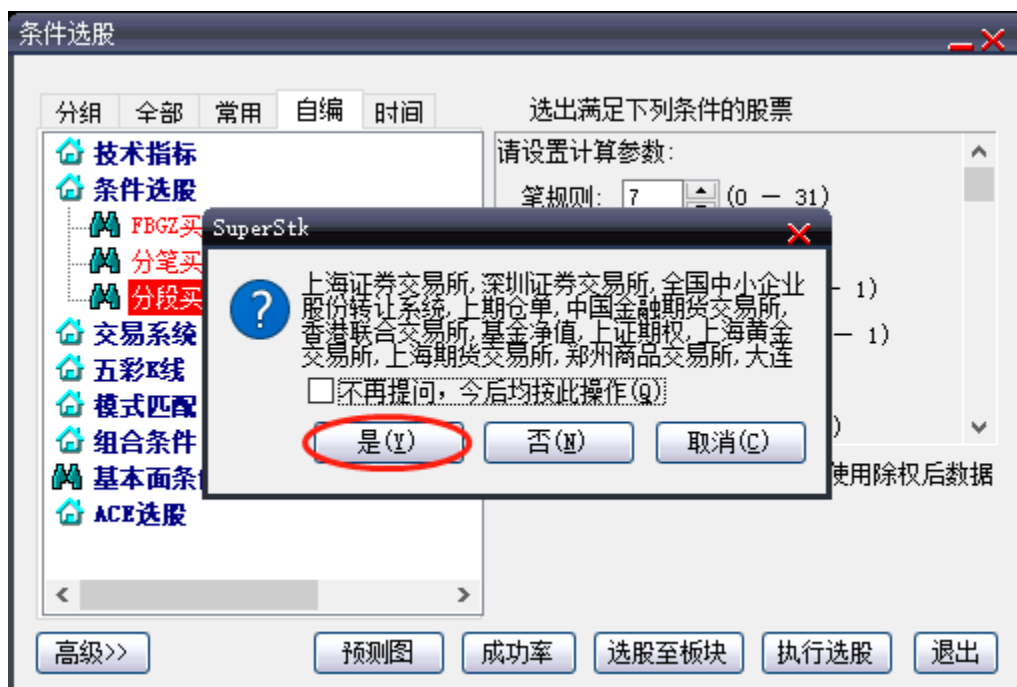 条件选股
分组 全部 常用 自编 时间
选出满足下列条件的股票
技术指标
条件选股
FBGZ买
分笔买
分段买
交易系统
五彩K线
模式匹配
组合条件
基本面条
ACE选股
请设置计算参数:
笔规则: 7 (0 — 31)
- 1)
— 1)
)
使用除权后数据
SuperStk
上海证券交易所,深圳证券交易所,全国中小企业
股份转让系统,上期仓单,中国金融期货交易所,
香港联合交易所,基金净值,上证期权,上海黄金
交易所,上海期货交易所,郑州商品交易所,大连
不再提问，今后均按此操作(Q)
是(Y) 否(N) 取消(C)
高级>> 预测图 成功率 选股至板块 执行选股 退出